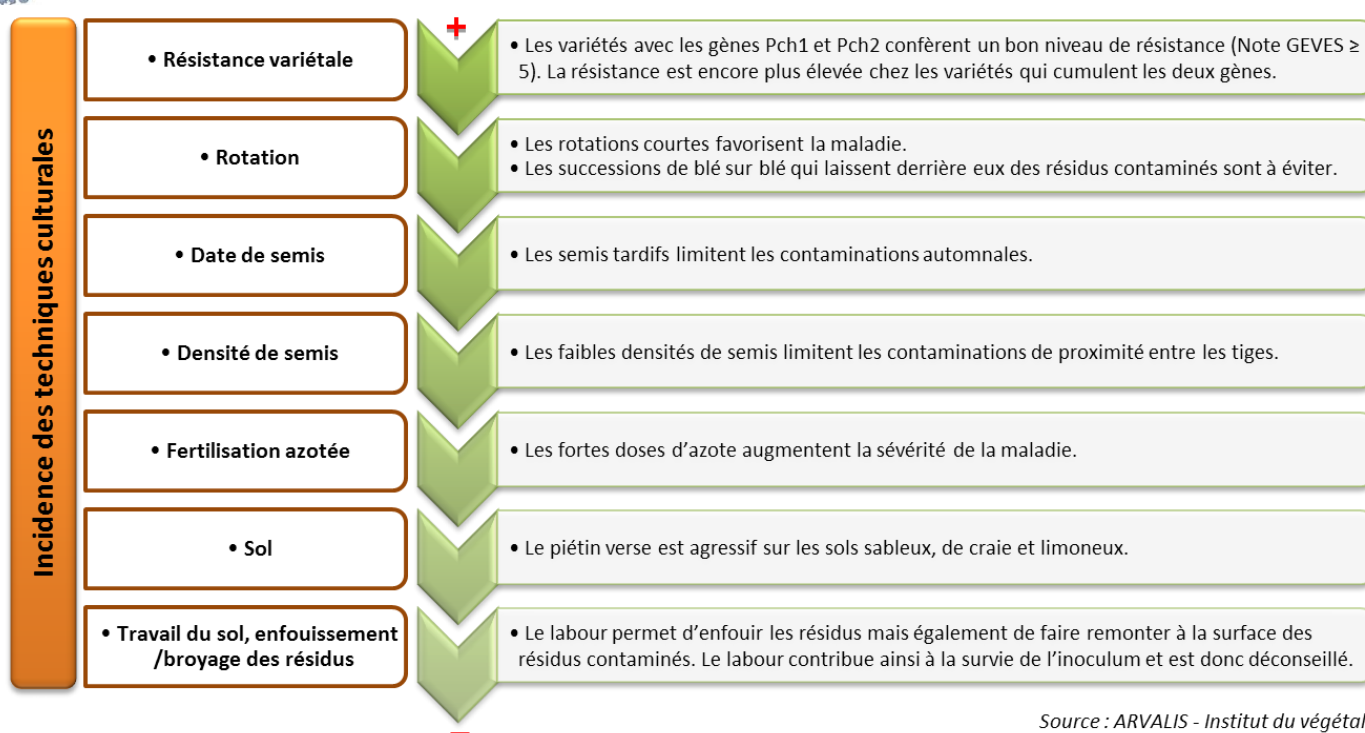 Incidence des techniques culturales
+
• Résistance variétale
• Les variétés avec les gènes Pch1 et Pch2 confèrent un bon niveau de résistance (Note GEVES ≥
5). La résistance est encore plus élevée chez les variétés qui cumulent les deux gènes.
• Rotation
• Les rotations courtes favorisent la maladie.
• Les successions de blé sur blé qui laissent derrière eux des résidus contaminés sont à éviter.
• Date de semis
• Les semis tardifs limitent les contaminations automnales.
• Densité de semis
• Les faibles densités de semis limitent les contaminations de proximité entre les tiges.
• Fertilisation azotée
• Les fortes doses d'azote augmentent la sévérité de la maladie.
• Sol
• Le piétin verse est agressif sur les sols sableux, de craie et limoneux.
• Travail du sol, enfouissement
/broyage des résidus
• Le labour permet d'enfouir les résidus mais également de faire remonter à la surface des
résidus contaminés. Le labour contribue ainsi à la survie de l'inoculum et est donc déconseillé.
Source : ARVALIS - Institut du végétal